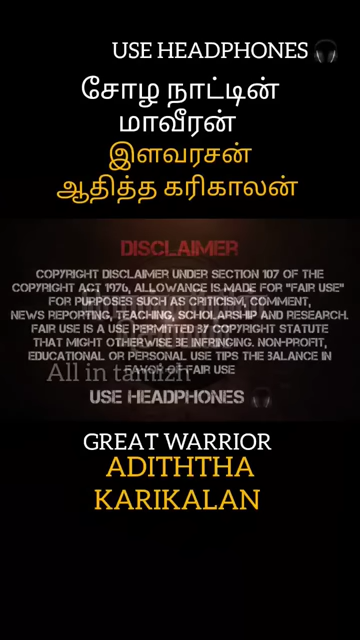 USE HEADPHONES 🎧
சோழ நாட்டின்
மாவீரன்
இளவரசன்
ஆதித்த கரிகாலன்
DISCLAIMER
COPYRIGHT DISCLAIMER UNDER SECTION 107 OF THE
COPYRIGHT ACT 1976, ALLOWANCE IS MADE FOR "FAIR USE"
FOR PURPOSES SUCH AS CRITICISM, COMMENT,
NEWS REPORTING, TEACHING, SCHOLARSHIP AND RESEARCH.
FAIR USE IS A USE PERMITTED BY COPYRIGHT STATUTE
THAT MIGHT OTHERWISE BE INFRINGING. NON-PROFIT,
EDUCATIONAL OR PERSONAL USE TIPS THE BALANCE IN
FAVOR OF FAIR USE
All in tamizh
USE HEADPHONES 🎧
GREAT WARRIOR
ADITHTHA
KARIKALAN